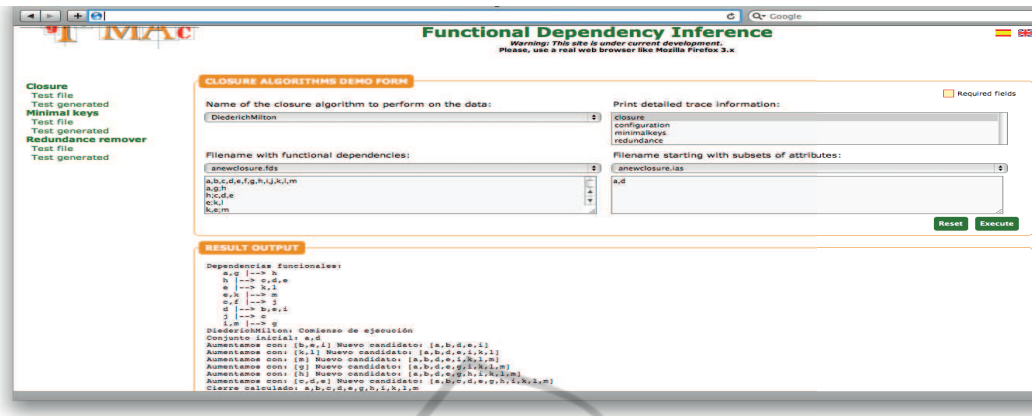 Google
Functional Dependency Inference
Warning: This site is under current development.
Please, use a real web browser like Mozilla Firefox 3.x
Closure
Test file
Test generated
Minimal keys
Test file
Test generated
Redundance remover
Test file
Test generated
CLOSURE ALGORITHMS DEMO FORM
Required fields
Name of the closure algorithm to perform on the data:
DiederichMilton
Print detailed trace information:
closure
configuration
minimalkeys
redundance
Filename with functional dependencies:
anewclosure.fds
a,b,c,d,e,f,g,h,i,j,k,l,m
a,g;h
h;c,d,e
e;k,l
k,e;m
Filename starting with subsets of attributes:
anewclosure.las
a,d
Reset Execute
RESULT OUTPUT
Dependencias funcionales:
a,g |--> h
h |--> c,d,e
e |--> k,l
e,k |--> m
c,f |--> j
d |--> b,e,i
j |--> c
i,m |--> g
DiederichMilton: Comienzo de ejecución
Conjunto inicial: a,d
Aumentamos con: [b,e,i] Nuevo candidato: [a,b,d,e,i]
Aumentamos con: [k,l] Nuevo candidato: [a,b,d,e,i,k,l]
Aumentamos con: [m] Nuevo candidato: [a,b,d,e,i,k,l,m]
Aumentamos con: [g] Nuevo candidato: [a,b,d,e,g,i,k,l,m]
Aumentamos con: [h] Nuevo candidato: [a,b,d,e,g,h,i,k,l,m]
Aumentamos con: [c,d,e] Nuevo candidato: [a,b,c,d,e,g,h,i,k,l,m]
Cierre calculado: a,b,c,d,e,g,h,i,k,l,m